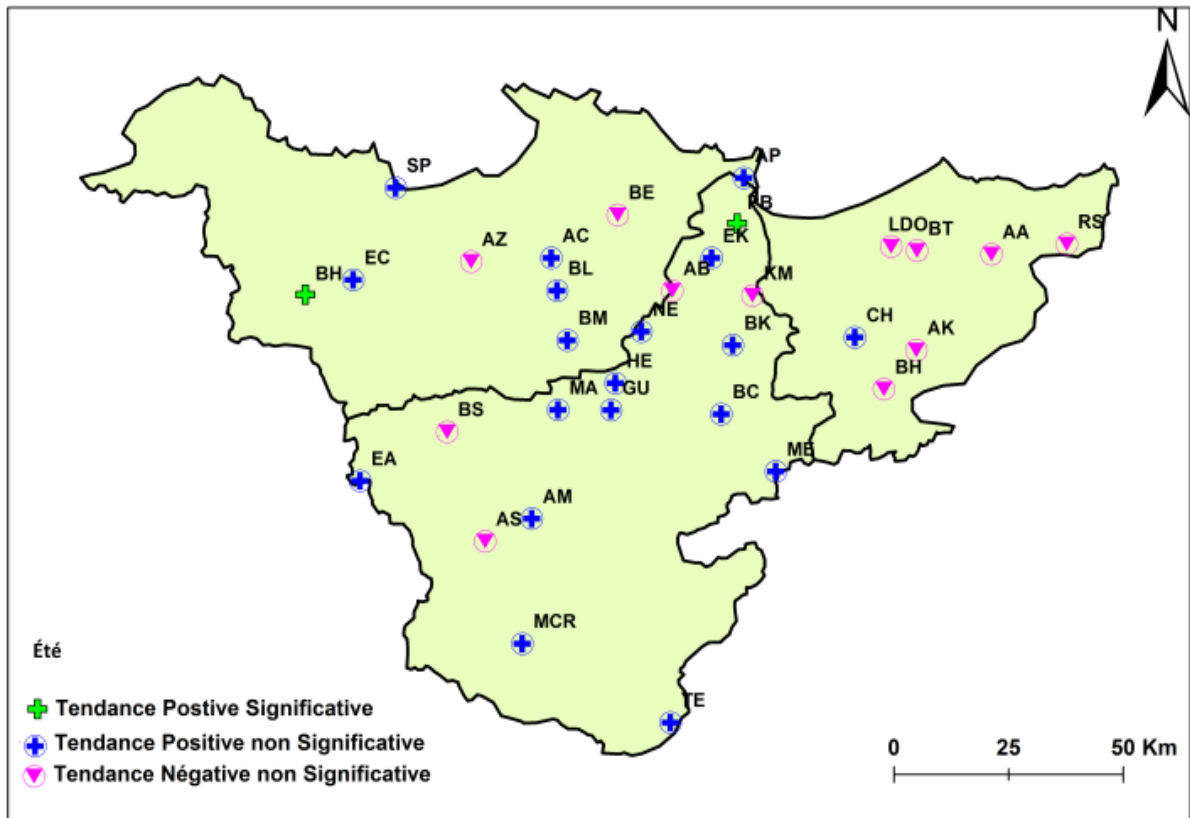 N
SP
AP
BE
PB
LDO
BT
AA
RS
AZ
AC
EK
BH
EC
BL
AB
KM
BM
NE
BK
CH
AK
HE
BH
MA
GU
BC
BS
ME
EA
AS
AM
MCR
TE
Été
Tendance Postive Significative
Tendance Positive non Significative
Tendance Négative non Significative
0 25 50 Km